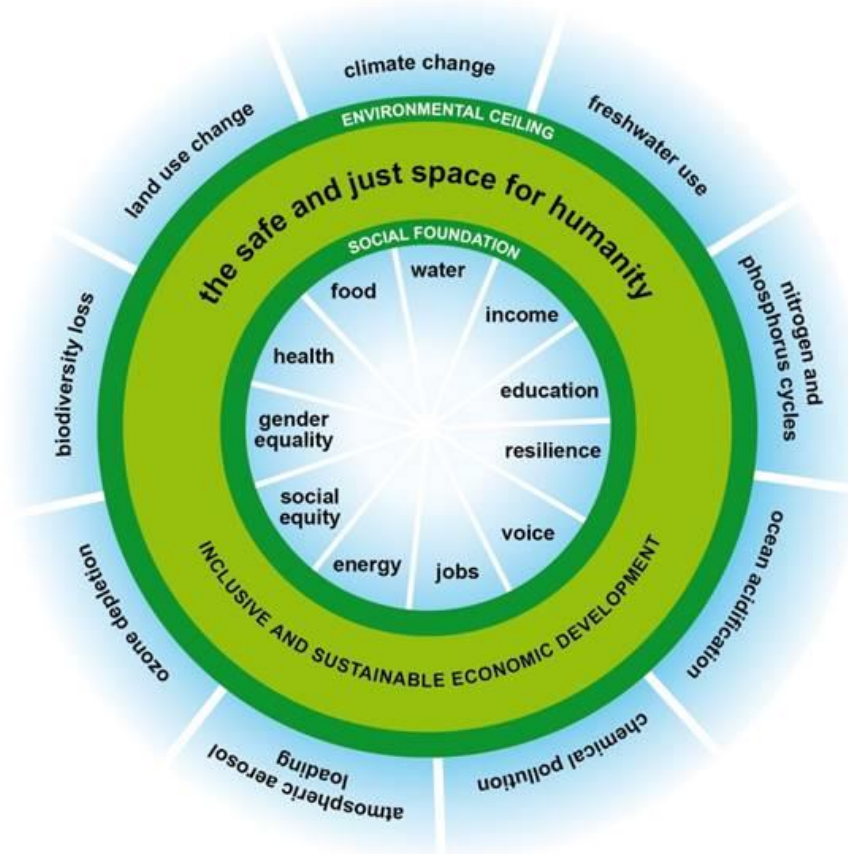 climate change
freshwater use
nitrogen and
phosphorus cycles
ocean acidification
chemical pollution
atmospheric aerosol
loading
ozone depletion
biodiversity loss
land use change
ENVIRONMENTAL CEILING
the safe and just space for humanity
SOCIAL FOUNDATION
water
income
education
resilience
voice
jobs
energy
social
equity
gender
equality
health
food
INCLUSIVE AND SUSTAINABLE ECONOMIC DEVELOPMENT